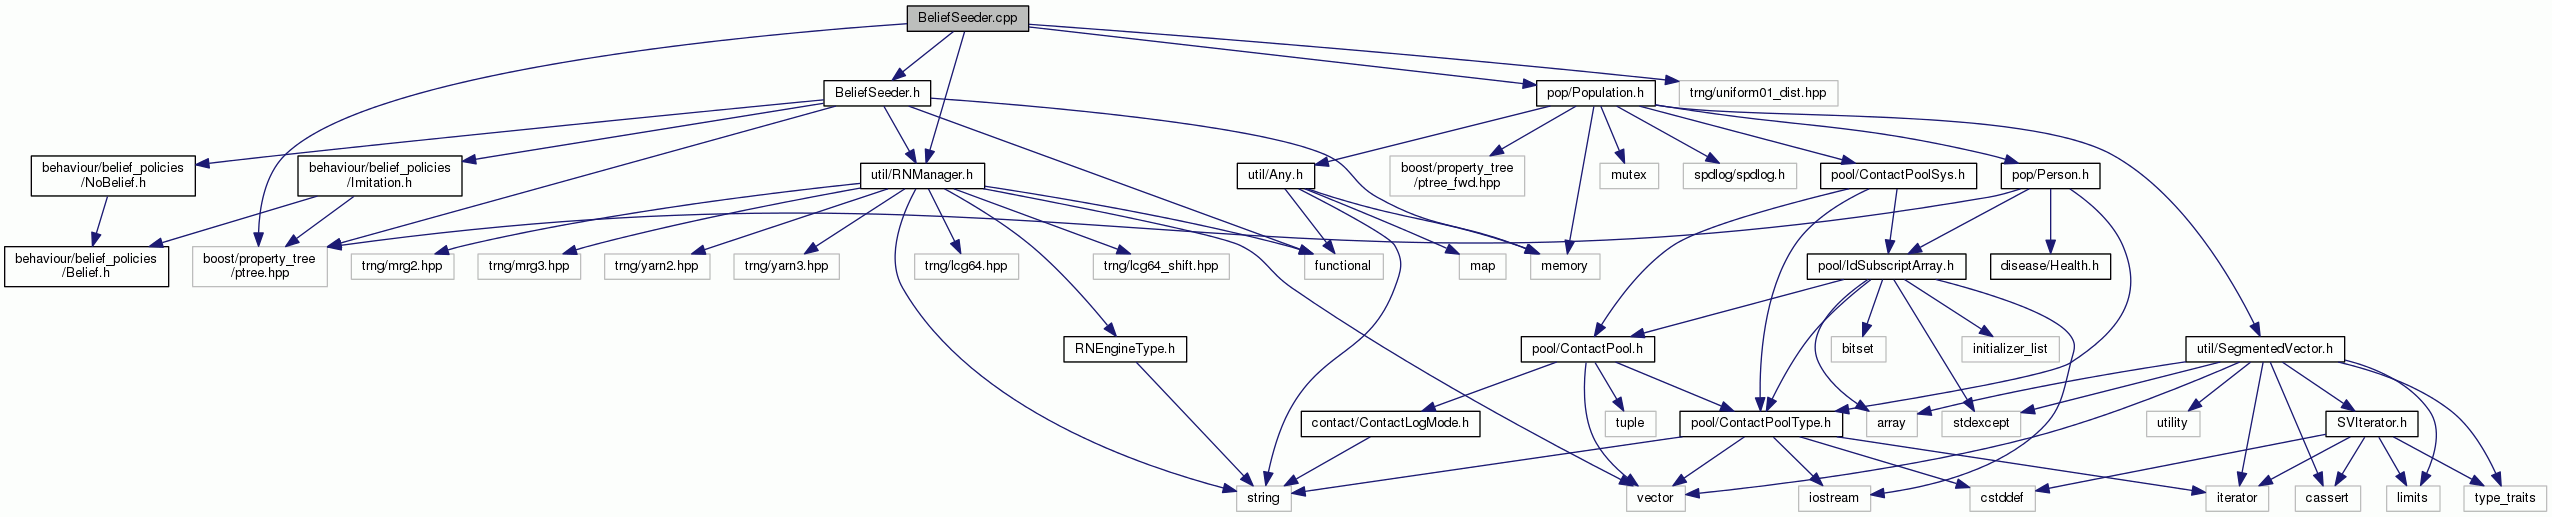 BeliefSeeder.cpp
BeliefSeeder.h
pop/Population.h
trng/uniform01_dist.hpp
behaviour/belief_policies
/NoBelief.h
behaviour/belief_policies
/Imitation.h
util/RNManager.h
util/Any.h
boost/property_tree
/ptree_fwd.hpp
mutex
spdlog/spdlog.h
pool/ContactPoolSys.h
pop/Person.h
behaviour/belief_policies
/Belief.h
boost/property_tree
/ptree.hpp
trng/mrg2.hpp
trng/mrg3.hpp
trng/yarn2.hpp
trng/yarn3.hpp
trng/lcg64.hpp
trng/lcg64_shift.hpp
functional
map
memory
pool/IdSubscriptArray.h
disease/Health.h
RNEngineType.h
pool/ContactPool.h
bitset
initializer_list
util/SegmentedVector.h
contact/ContactLogMode.h
tuple
pool/ContactPoolType.h
array
stdexcept
utility
SVIterator.h
string
vector
iostream
cstddef
iterator
cassert
limits
type_traits